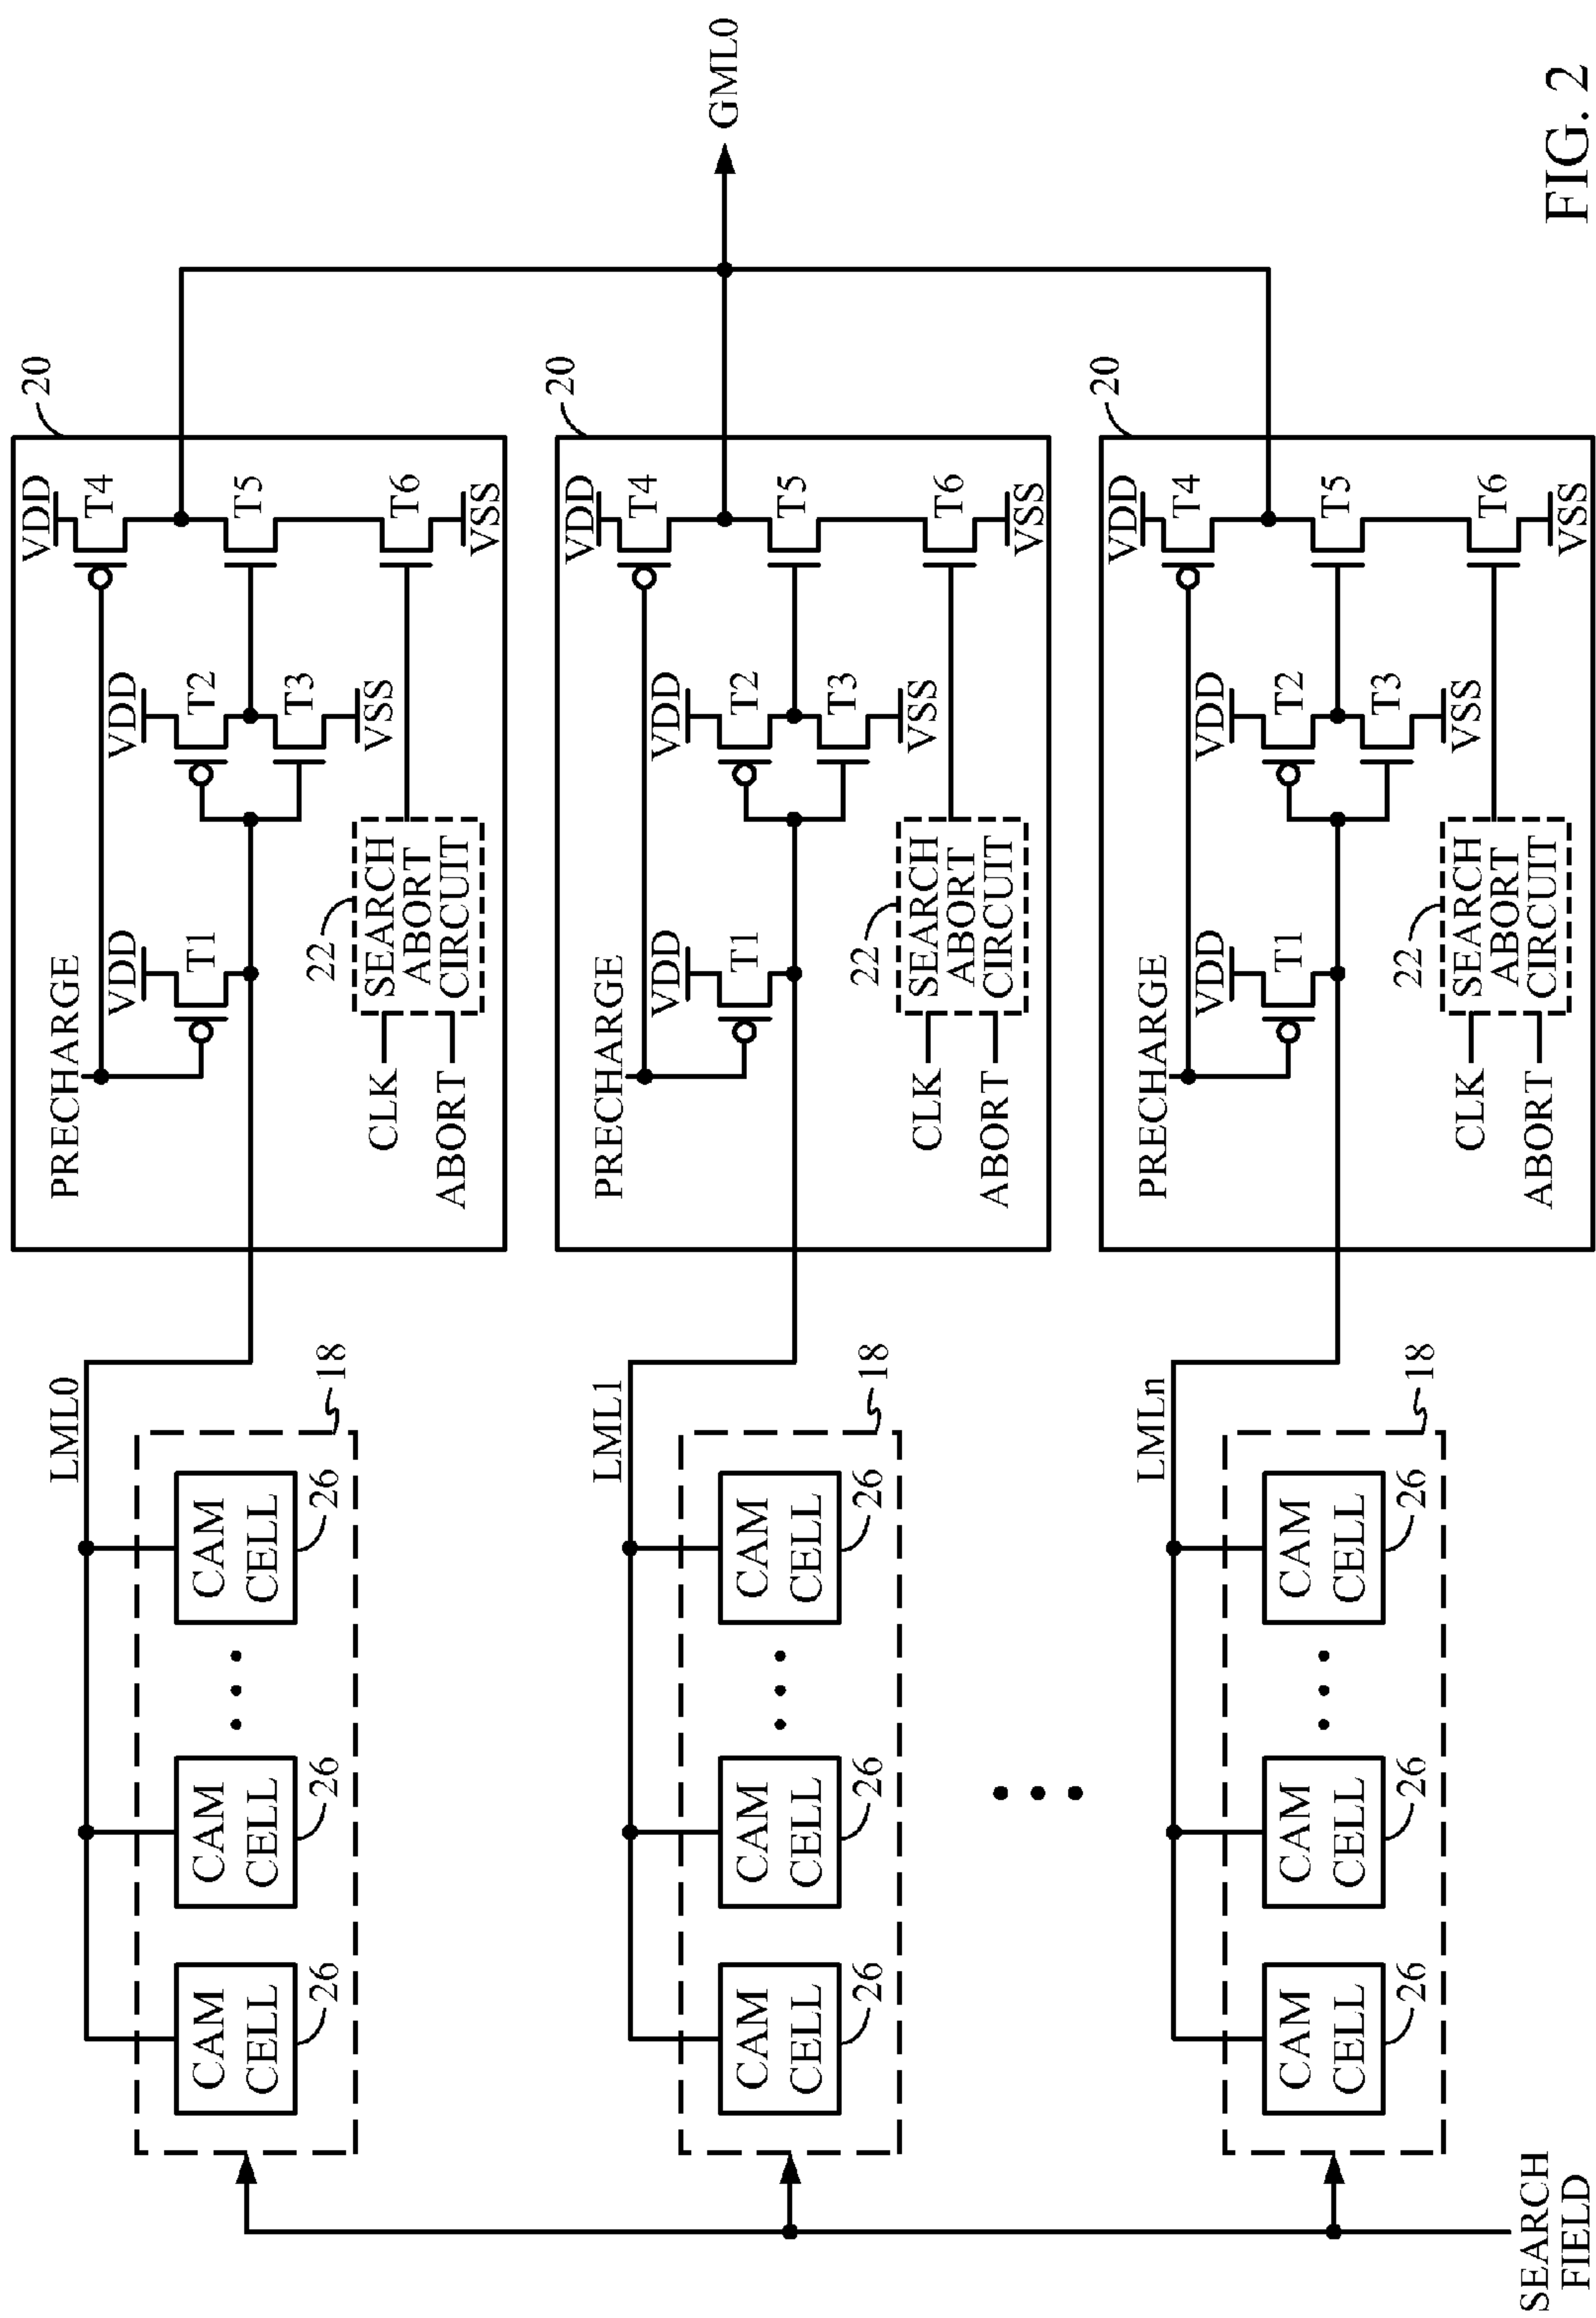 GML0
FIG. 2
20
PRECHARGE
VDD
T1
VDD
T2
T3
VSS
VDD
T4
T5
T6
VSS
22
SEARCH
ABORT
CIRCUIT
CLK
ABORT
20
PRECHARGE
VDD
T1
VDD
T2
T3
VSS
VDD
T4
T5
T6
VSS
22
SEARCH
ABORT
CIRCUIT
CLK
ABORT
20
PRECHARGE
VDD
T1
VDD
T2
T3
VSS
VDD
T4
T5
T6
VSS
22
SEARCH
ABORT
CIRCUIT
CLK
ABORT
LML0
18
CAM
CELL
26
CAM
CELL
26
CAM
CELL
26
LML1
18
CAM
CELL
26
CAM
CELL
26
CAM
CELL
26
LMLn
18
CAM
CELL
26
CAM
CELL
26
CAM
CELL
26
SEARCH
FIELD